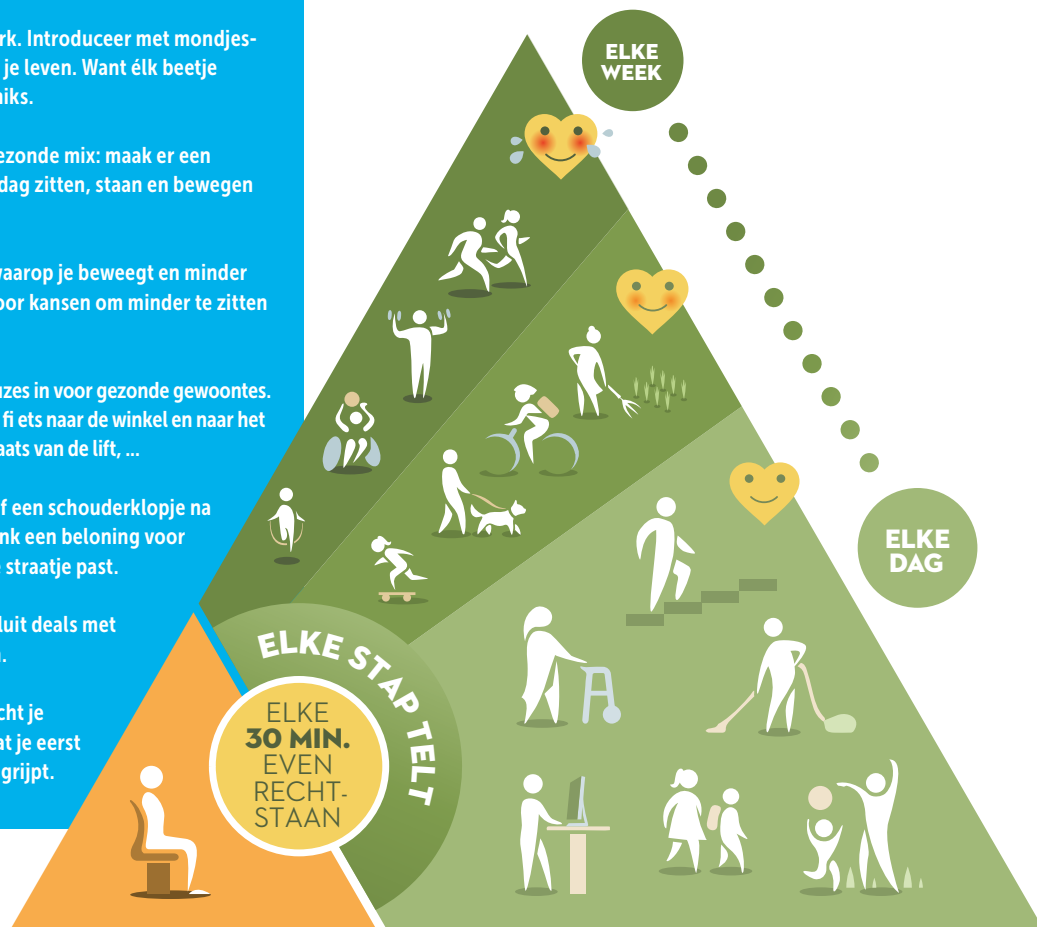 rk. Introduceer met mondjes-
je leven. Want élk beetje
niks.
ezonde mix: maak er een
dag zitten, staan en bewegen
waarop je beweegt en minder
oor kansen om minder te zitten
uzes in voor gezonde gewoontes.
fi ets naar de winkel en naar het
aats van de lift, ...
f een schouderklopje na
nk een beloning voor
straatje past.
luit deals met
cht je
at je eerst
grijpt.
ELKE
WEEK
ELKE
DAG
ELKE STAP TELT
ELKE
30 MIN.
EVEN
RECHT-
STAAN